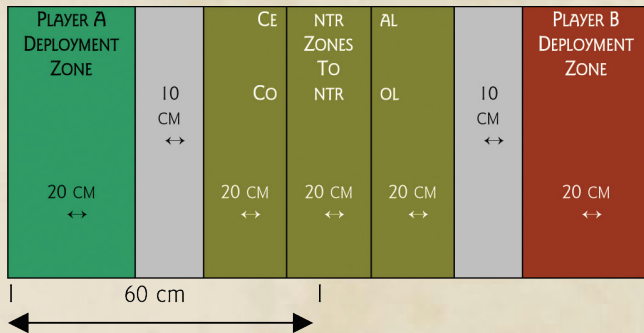 PLAYER A
DEPLOYMENT
ZONE
CE NTR AL
ZONES
TO
CO NTR OL
PLAYER B
DEPLOYMENT
ZONE
10
CM
↔
10
CM
↔
20 CM
↔
20 CM
↔
20 CM
↔
20 CM
↔
20 CM
↔
| 60 cm |